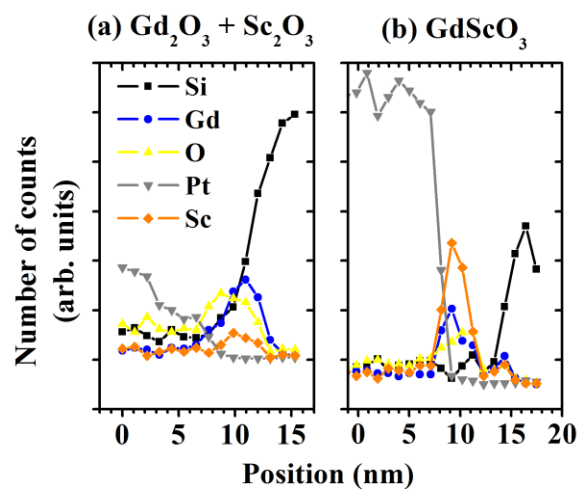 (a) Gd₂O₃ + Sc₂O₃
(b) GdScO₃
Si
Gd
O
Pt
Sc
Number of counts
(arb. units)
0 5 10 15
0 5 10 15 20
Position (nm)